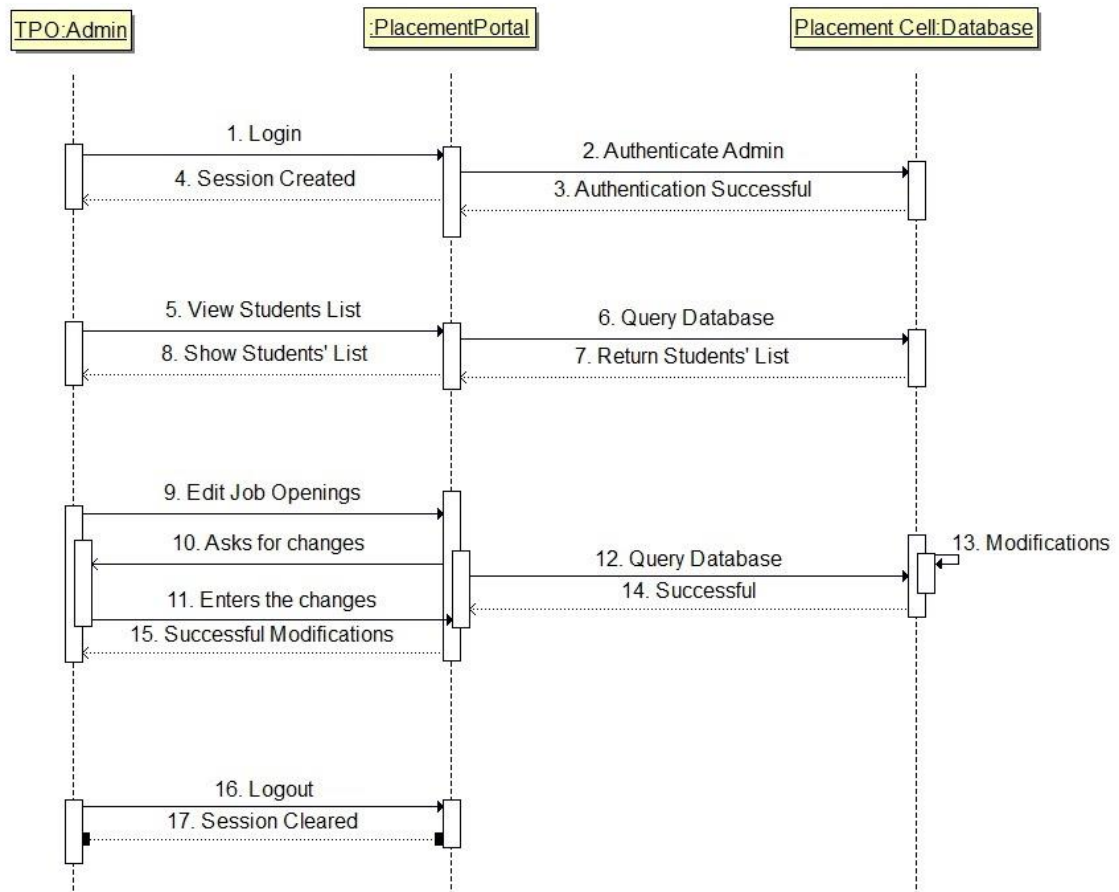 TPO:Admin
:PlacementPortal
Placement Cell:Database
1. Login
2. Authenticate Admin
4. Session Created
3. Authentication Successful
5. View Students List
6. Query Database
8. Show Students' List
7. Return Students' List
9. Edit Job Openings
10. Asks for changes
12. Query Database
13. Modifications
11. Enters the changes
14. Successful
15. Successful Modifications
16. Logout
17. Session Cleared